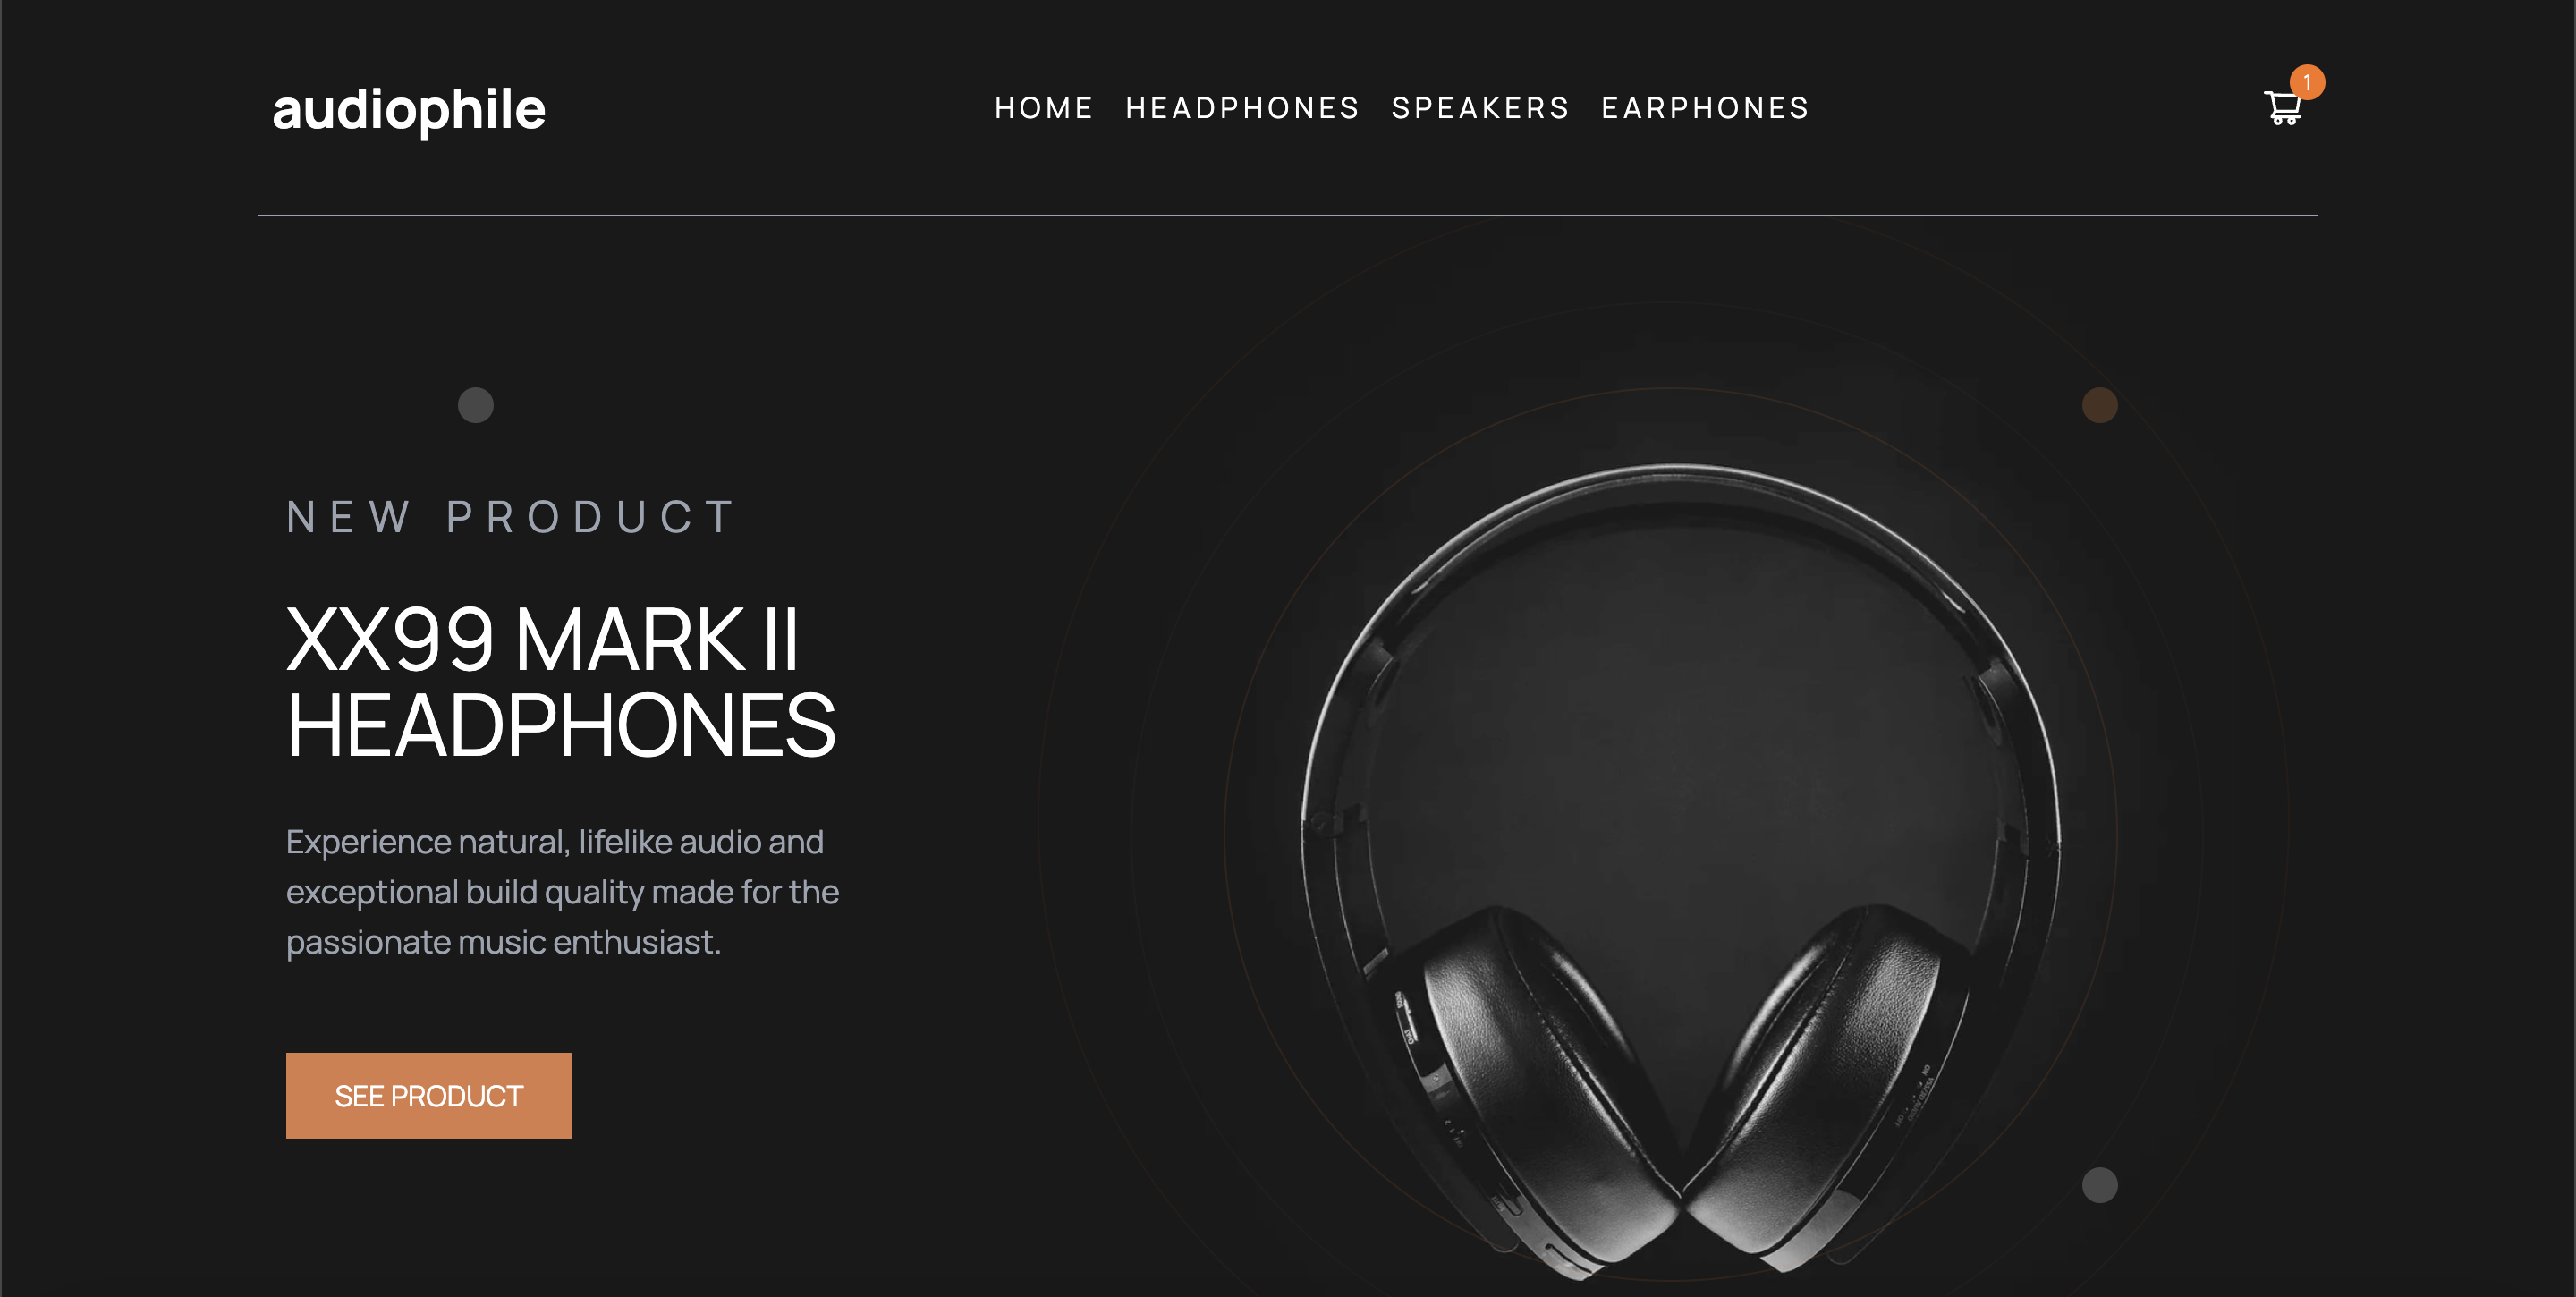 audiophile
HOME HEADPHONES SPEAKERS EARPHONES
1
NEW PRODUCT
XX99 MARK II
HEADPHONES
Experience natural, lifelike audio and
exceptional build quality made for the
passionate music enthusiast.
SEE PRODUCT